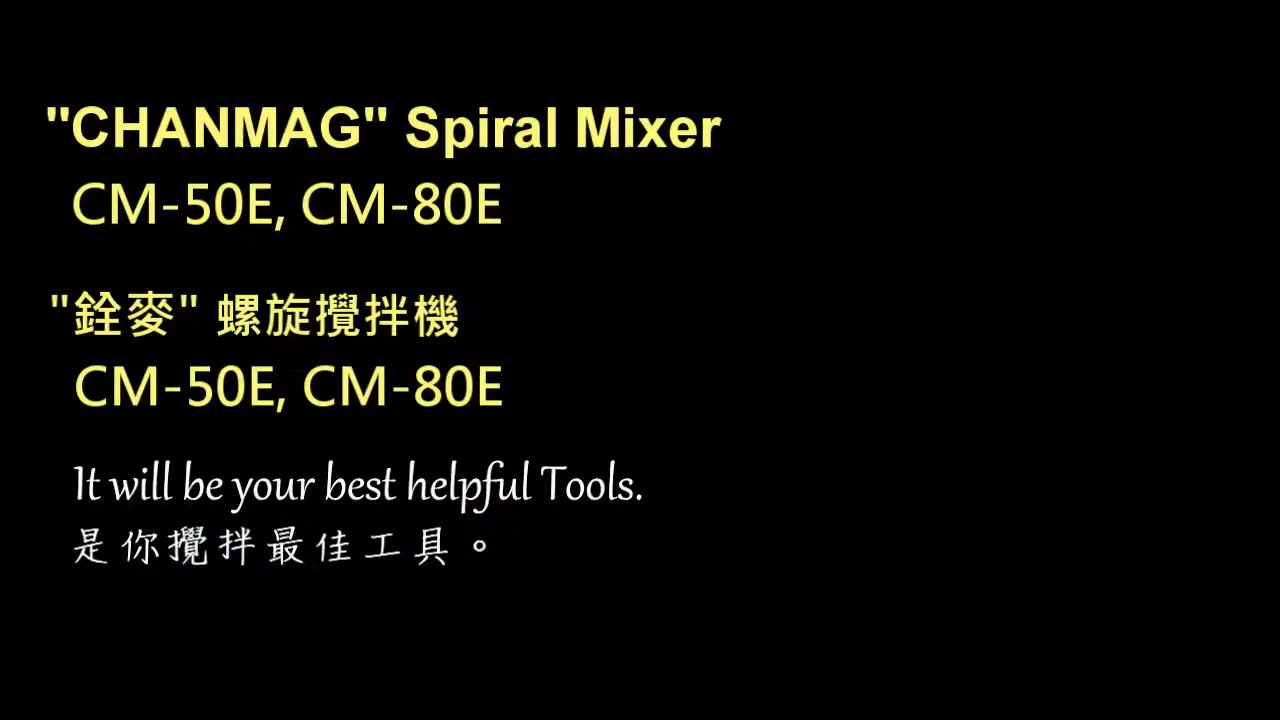 "CHANMAG" Spiral Mixer
CM-50E, CM-80E
"銓麥" 螺旋攪拌機
CM-50E, CM-80E
It will be your best helpful Tools.
是你攪拌最佳工具。